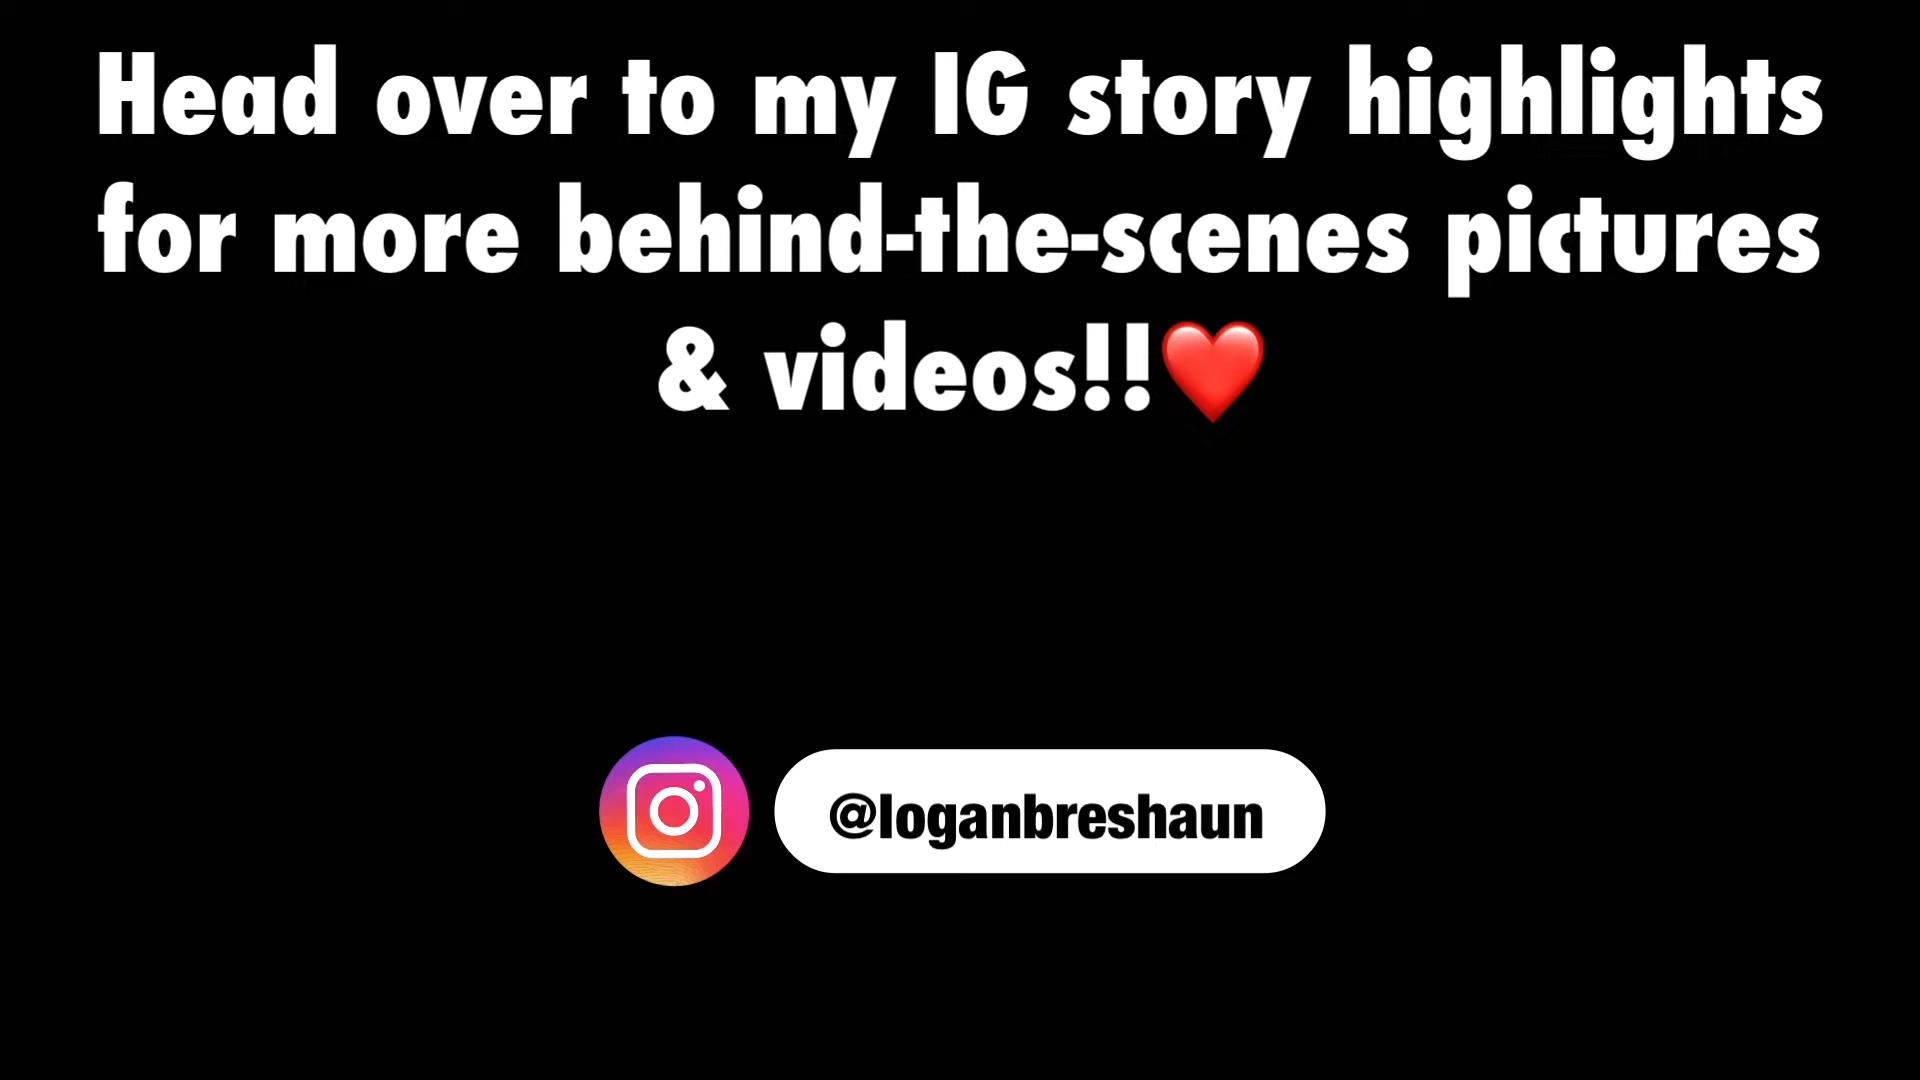 Head over to my IG story highlights
for more behind-the-scenes pictures
& videos!!❤️
@loganbreshaun